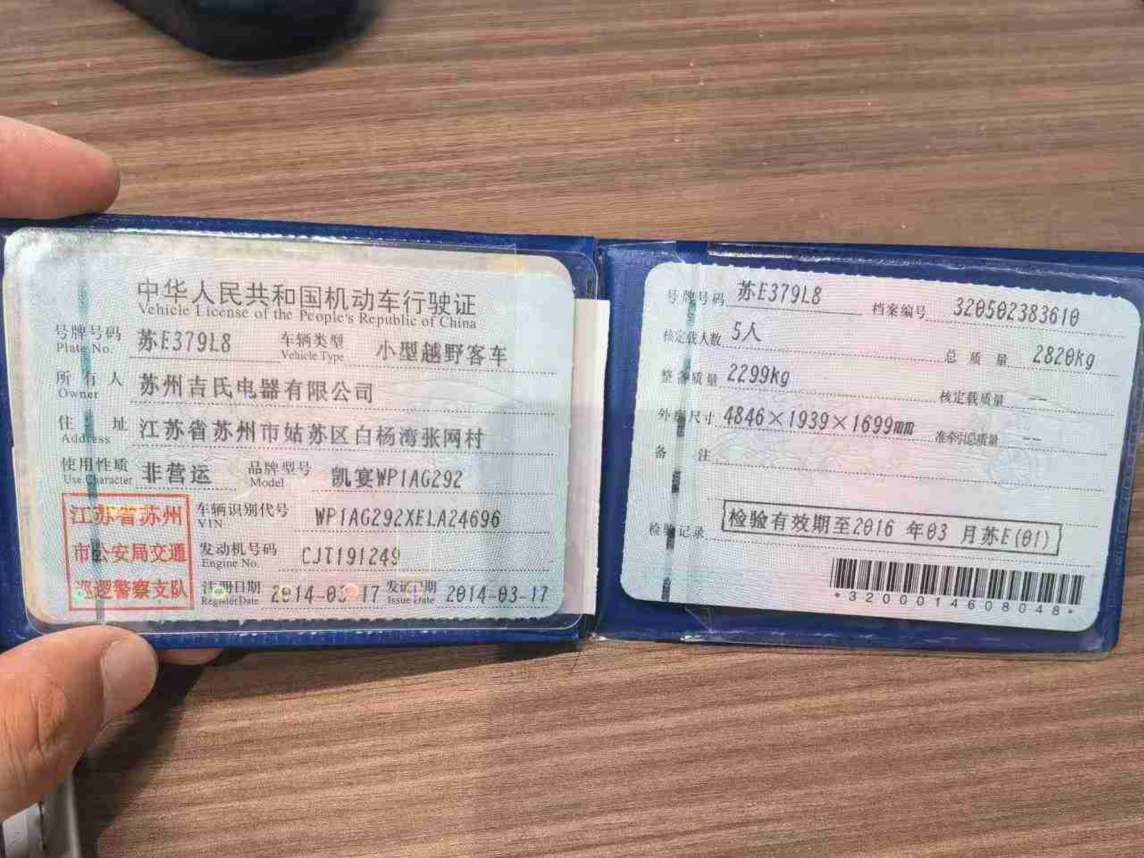 中华人民共和国机动车行驶证
Vehicle License of the People's Republic of China
号牌号码 苏E379L8 车辆类型 小型越野客车
Plate No. Vehicle Type
所有人 苏州吉氏电器有限公司
Owner
住址 江苏省苏州市姑苏区白杨湾张网村
Address
使用性质 非营运 品牌型号 凯宴WP1AG292
Use Character Model
江苏省苏州
市公安局交通
巡逻警察支队
车辆识别代号 WP1AG292XELA24696
VIN
发动机号码 CJT191249
Engine No.
注册日期 2014-03-17 发证日期 2014-03-17
Register Date Issue Date
号牌号码 苏E379L8 档案编号 320502383610
核定载人数 5人 总质量 2820kg
整备质量 2299kg 核定载质量 --
外廓尺寸 4846×1939×1699mm 准牵引总质量 --
备注
检验记录 检验有效期至2016年03月苏E(01)
*3200014608048*